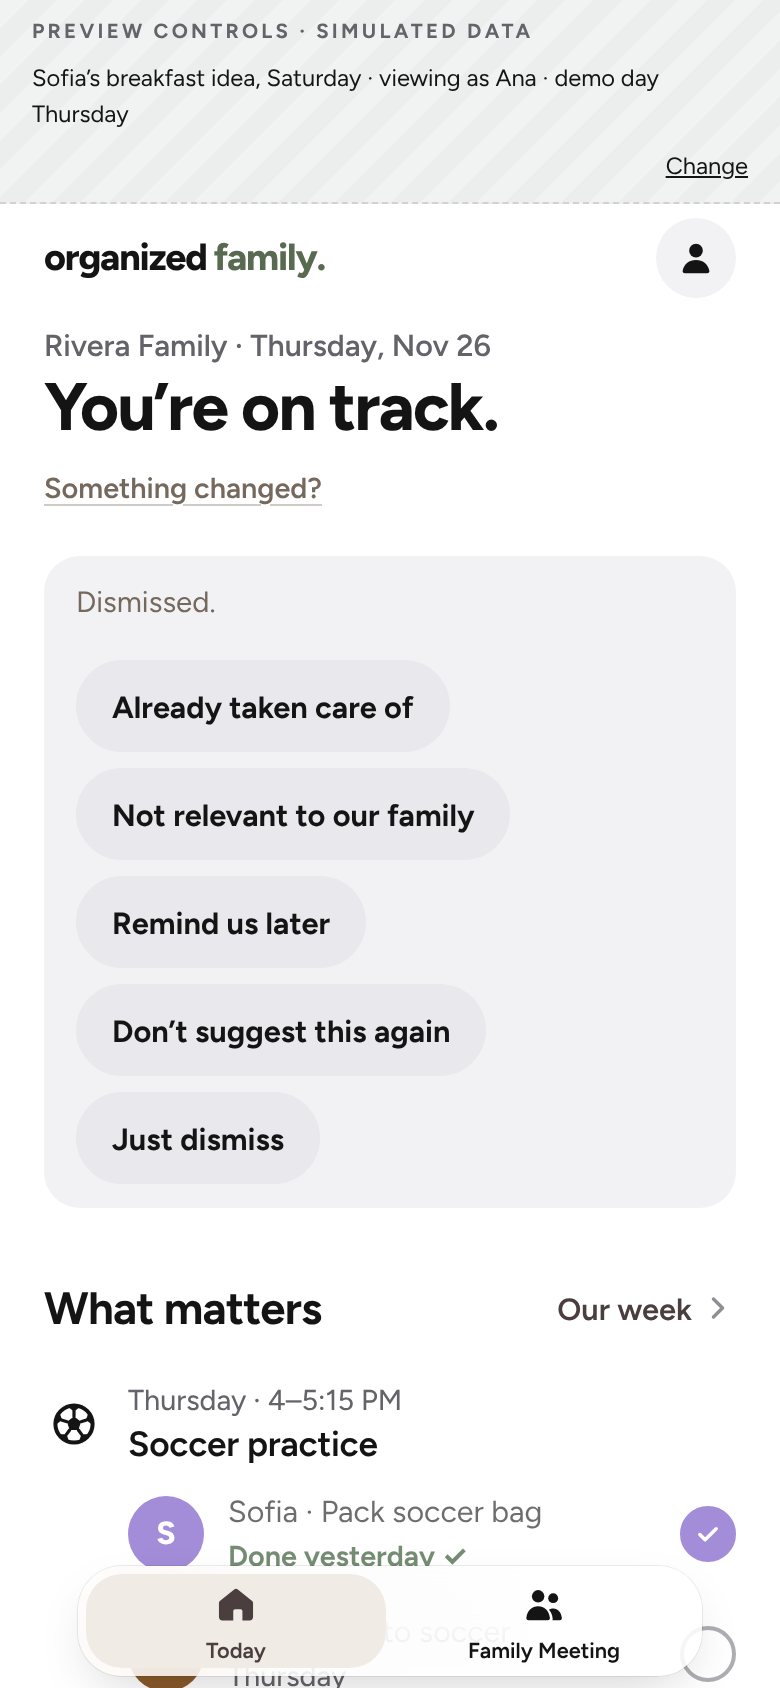 PREVIEW CONTROLS · SIMULATED DATA
Sofia’s breakfast idea, Saturday · viewing as Ana · demo day
Thursday
Change
organized family.
Rivera Family · Thursday, Nov 26
You’re on track.
Something changed?
Dismissed.
Already taken care of
Not relevant to our family
Remind us later
Don’t suggest this again
Just dismiss
What matters
Our week
Thursday · 4–5:15 PM
Soccer practice
S
Sofia · Pack soccer bag
Done yesterday
to soccer
Today
Family Meeting
Thursday